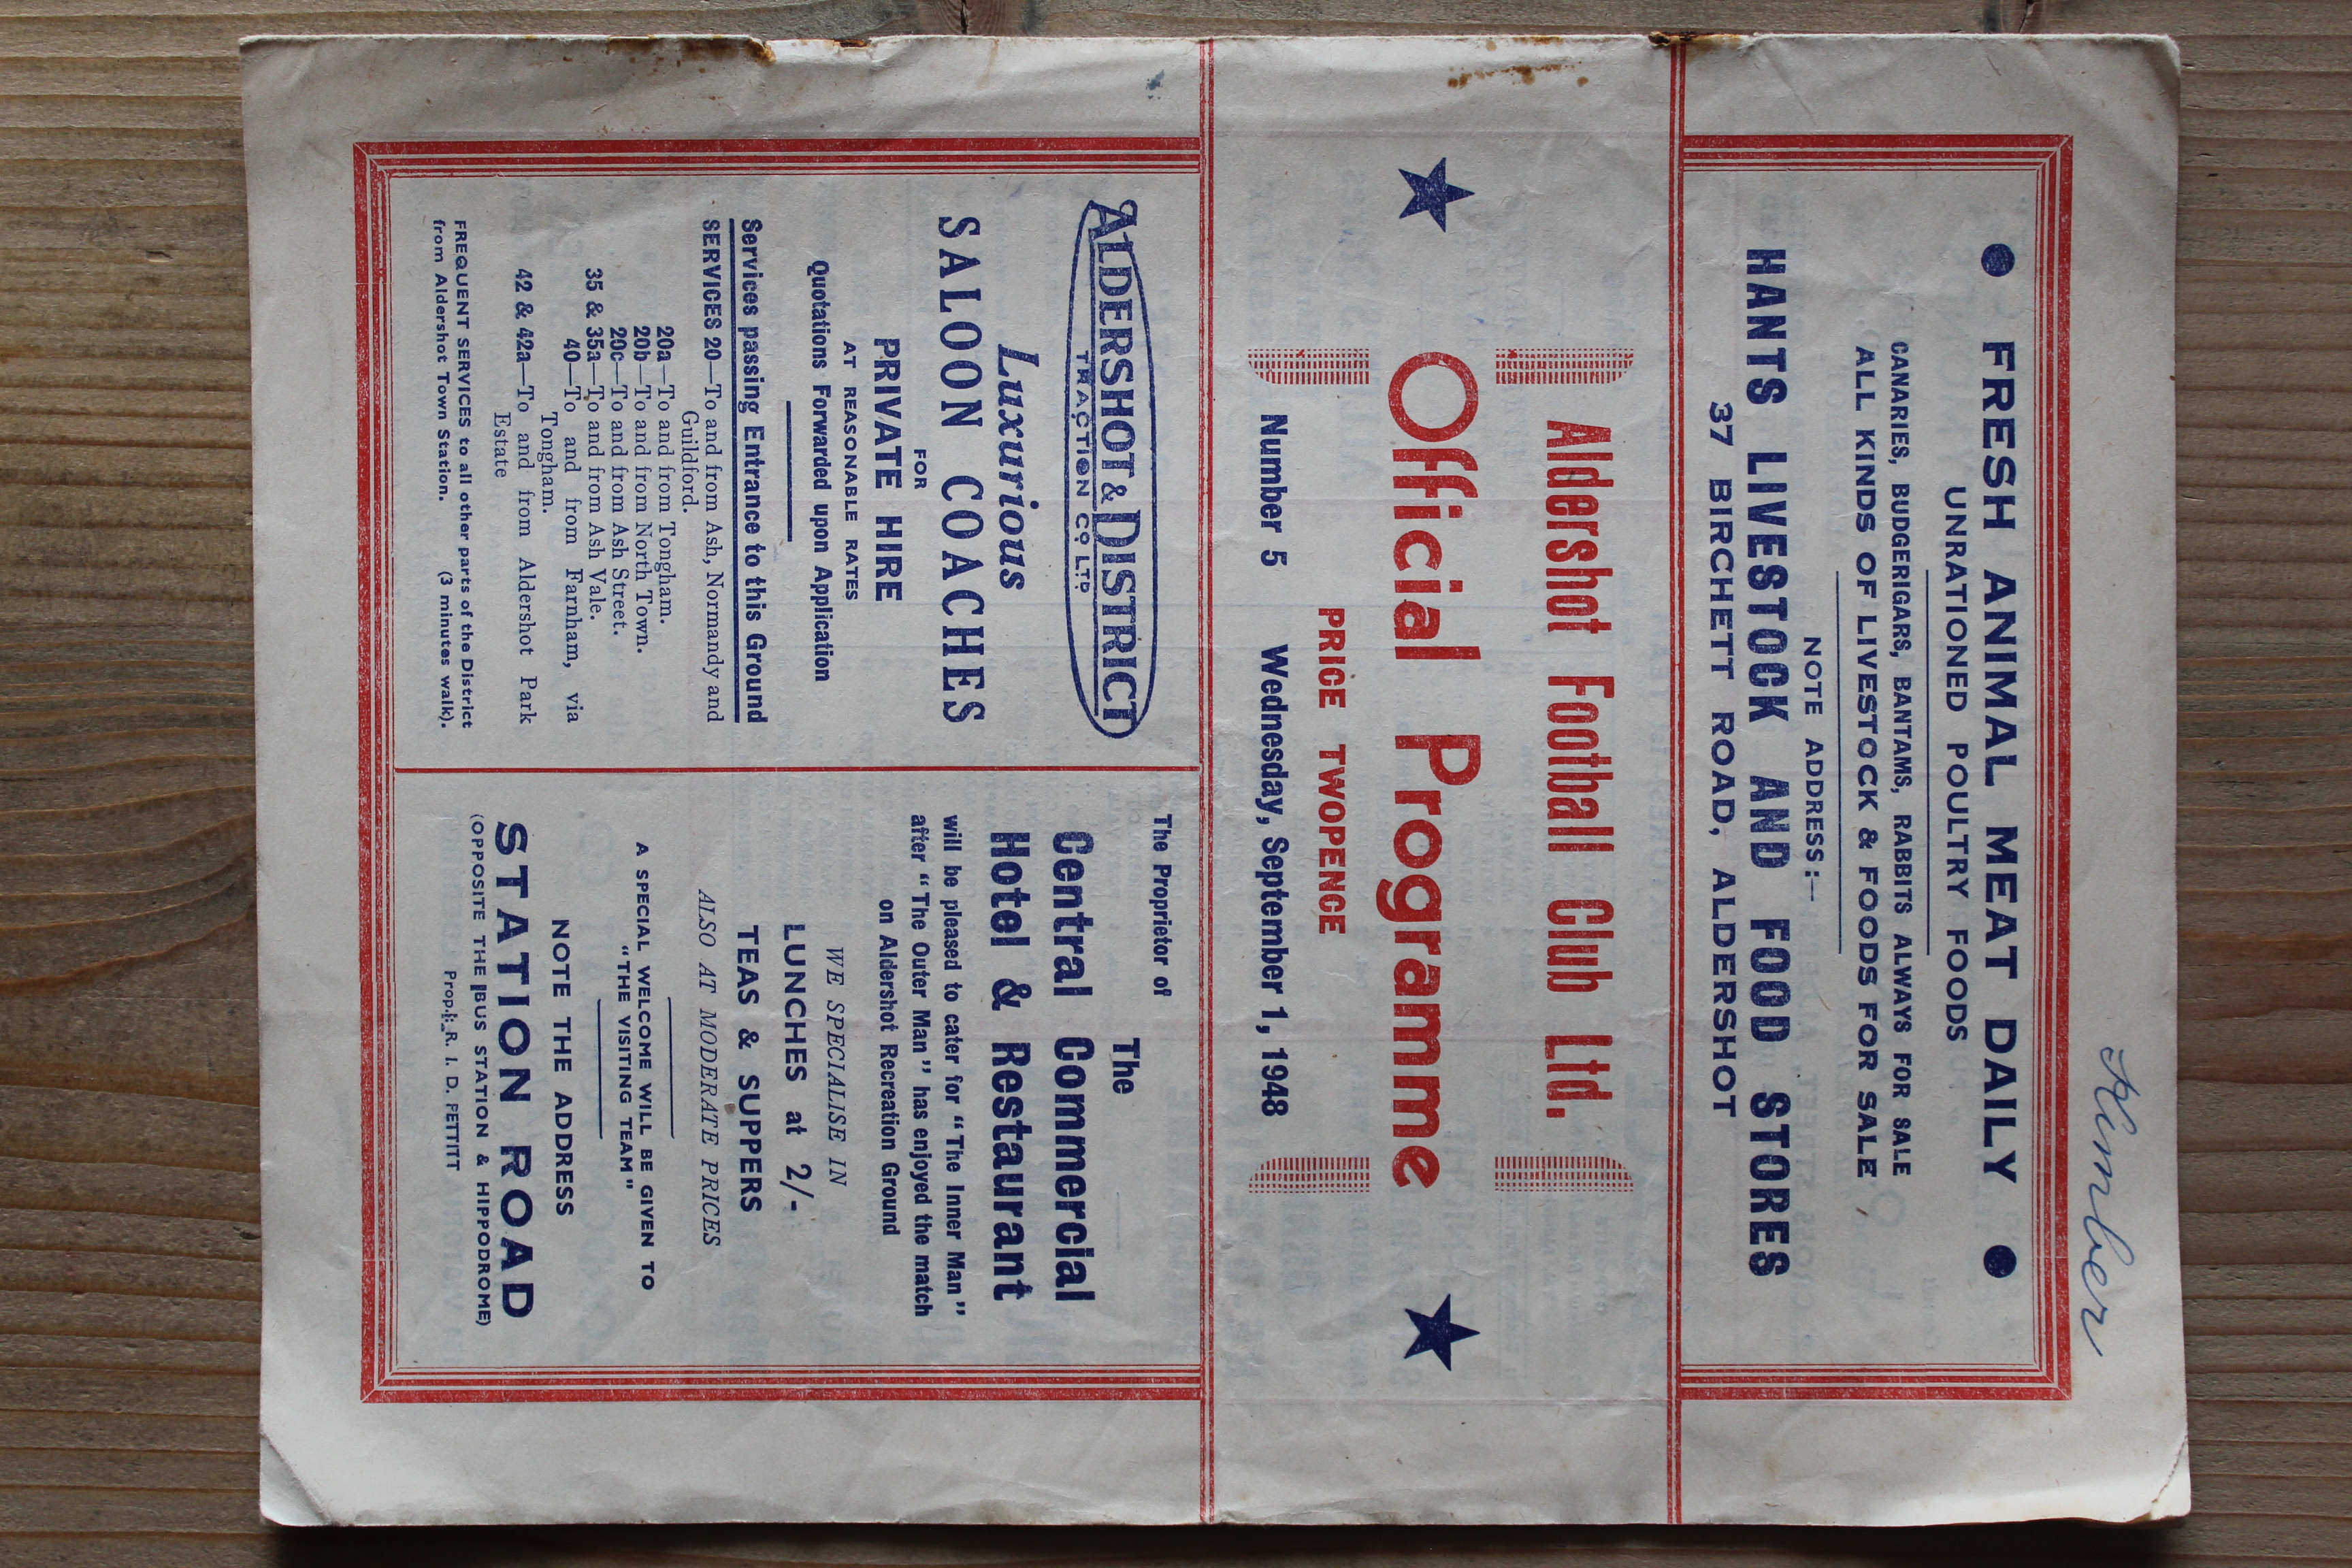 Kimber
● FRESH ANIMAL MEAT DAILY ●
UNRATIONED POULTRY FOODS
CANARIES, BUDGERIGARS, BANTAMS, RABBITS ALWAYS FOR SALE
ALL KINDS OF LIVESTOCK & FOODS FOR SALE
NOTE ADDRESS:—
HANTS LIVESTOCK AND FOOD STORES
37 BIRCHETT ROAD, ALDERSHOT
Aldershot Football Club Ltd.
★ Official Programme ★
PRICE TWOPENCE
Number 5 Wednesday, September 1, 1948
ALDERSHOT & DISTRICT
TRACTION CO LTD
Luxurious
SALOON COACHES
FOR
PRIVATE HIRE
AT REASONABLE RATES
Quotations Forwarded upon Application
Services passing Entrance to this Ground
SERVICES 20—To and from Ash, Normandy and
Guildford.
20a—To and from Tongham.
20b—To and from North Town.
20c—To and from Ash Street.
35 & 35a—To and from Ash Vale.
40—To and from Farnham, via
Tongham.
42 & 42a—To and from Aldershot Park
Estate
FREQUENT SERVICES to all other parts of the District
from Aldershot Town Station. (3 minutes walk).
The Proprietor of
The
Central Commercial
Hotel & Restaurant
will be pleased to cater for "The Inner Man"
after "The Outer Man" has enjoyed the match
on Aldershot Recreation Ground
WE SPECIALISE IN
LUNCHES at 2/-
TEAS & SUPPERS
ALSO AT MODERATE PRICES
A SPECIAL WELCOME WILL BE GIVEN TO
"THE VISITING TEAM"
NOTE THE ADDRESS
STATION ROAD
(OPPOSITE THE BUS STATION & HIPPODROME)
Prop.: R. I. D. PETTITT